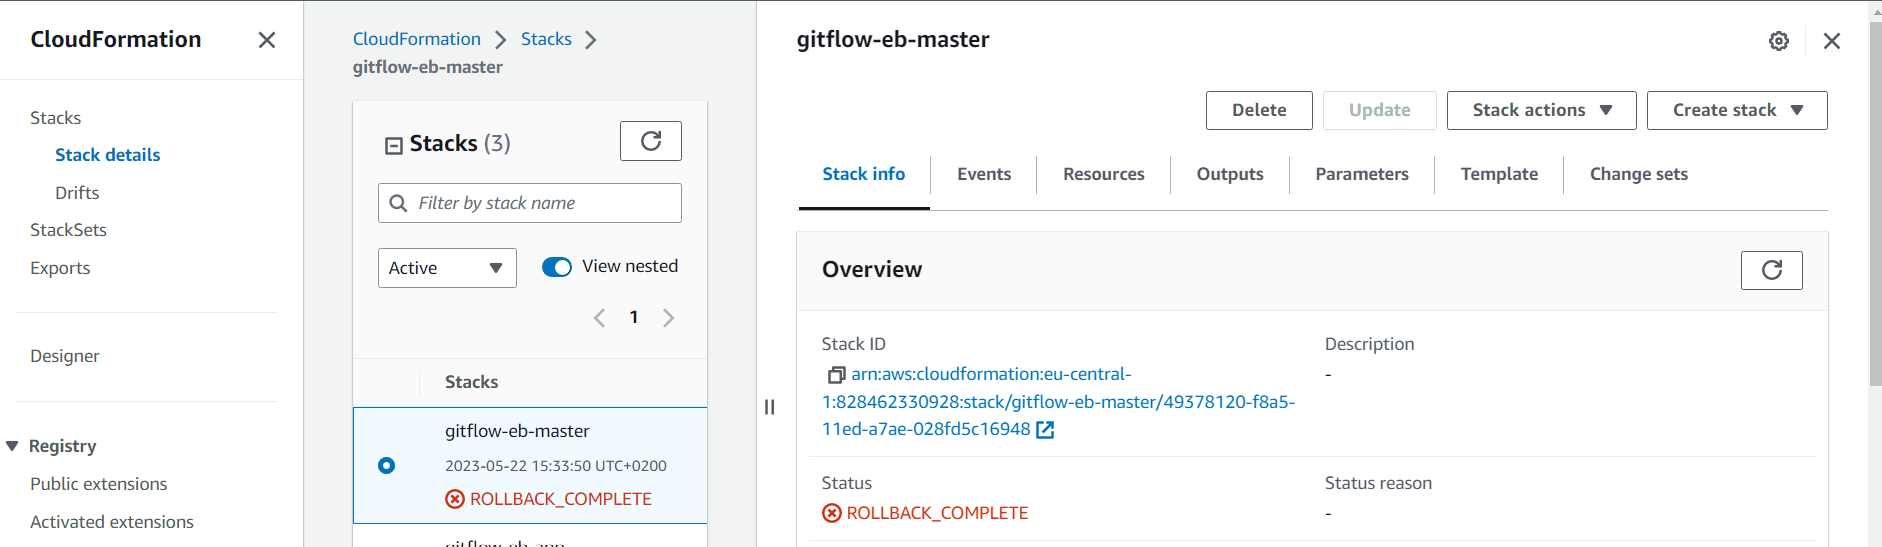 CloudFormation
Stacks
Stack details
Drifts
StackSets
Exports
Designer
Registry
Public extensions
Activated extensions
CloudFormation
Stacks
gitflow-eb-master
Stacks (3)
Filter by stack name
Active
View nested
1
Stacks
gitflow-eb-master
2023-05-22 15:33:50 UTC+0200
ROLLBACK_COMPLETE
gitflow-eb-master
Delete
Update
Stack actions
Create stack
Stack info
Events
Resources
Outputs
Parameters
Template
Change sets
Overview
Stack ID
arn:aws:cloudformation:eu-central-
1:828462330928:stack/gitflow-eb-master/49378120-f8a5-
11ed-a7ae-028fd5c16948
Description
-
Status
ROLLBACK_COMPLETE
Status reason
-